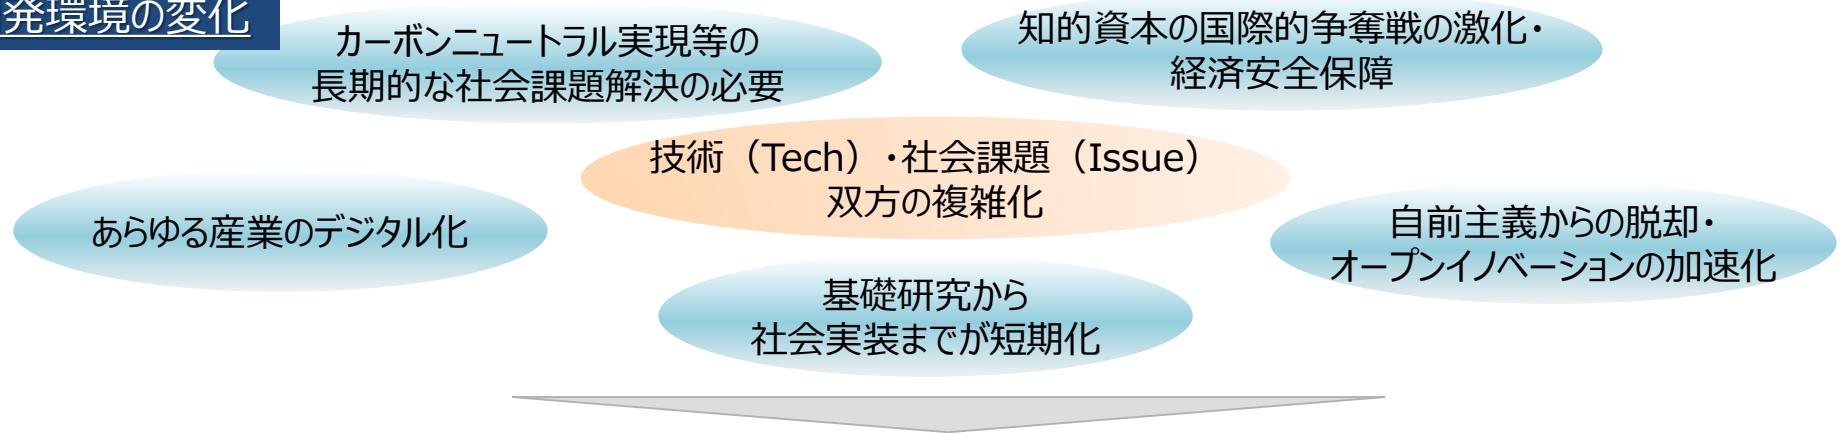 発環境の変化
カーボンニュートラル実現等の
長期的な社会課題解決の必要
知的資本の国際的争奪戦の激化・
経済安全保障
技術（Tech）・社会課題（Issue）
双方の複雑化
あらゆる産業のデジタル化
自前主義からの脱却・
オープンイノベーションの加速化
基礎研究から
社会実装までが短期化